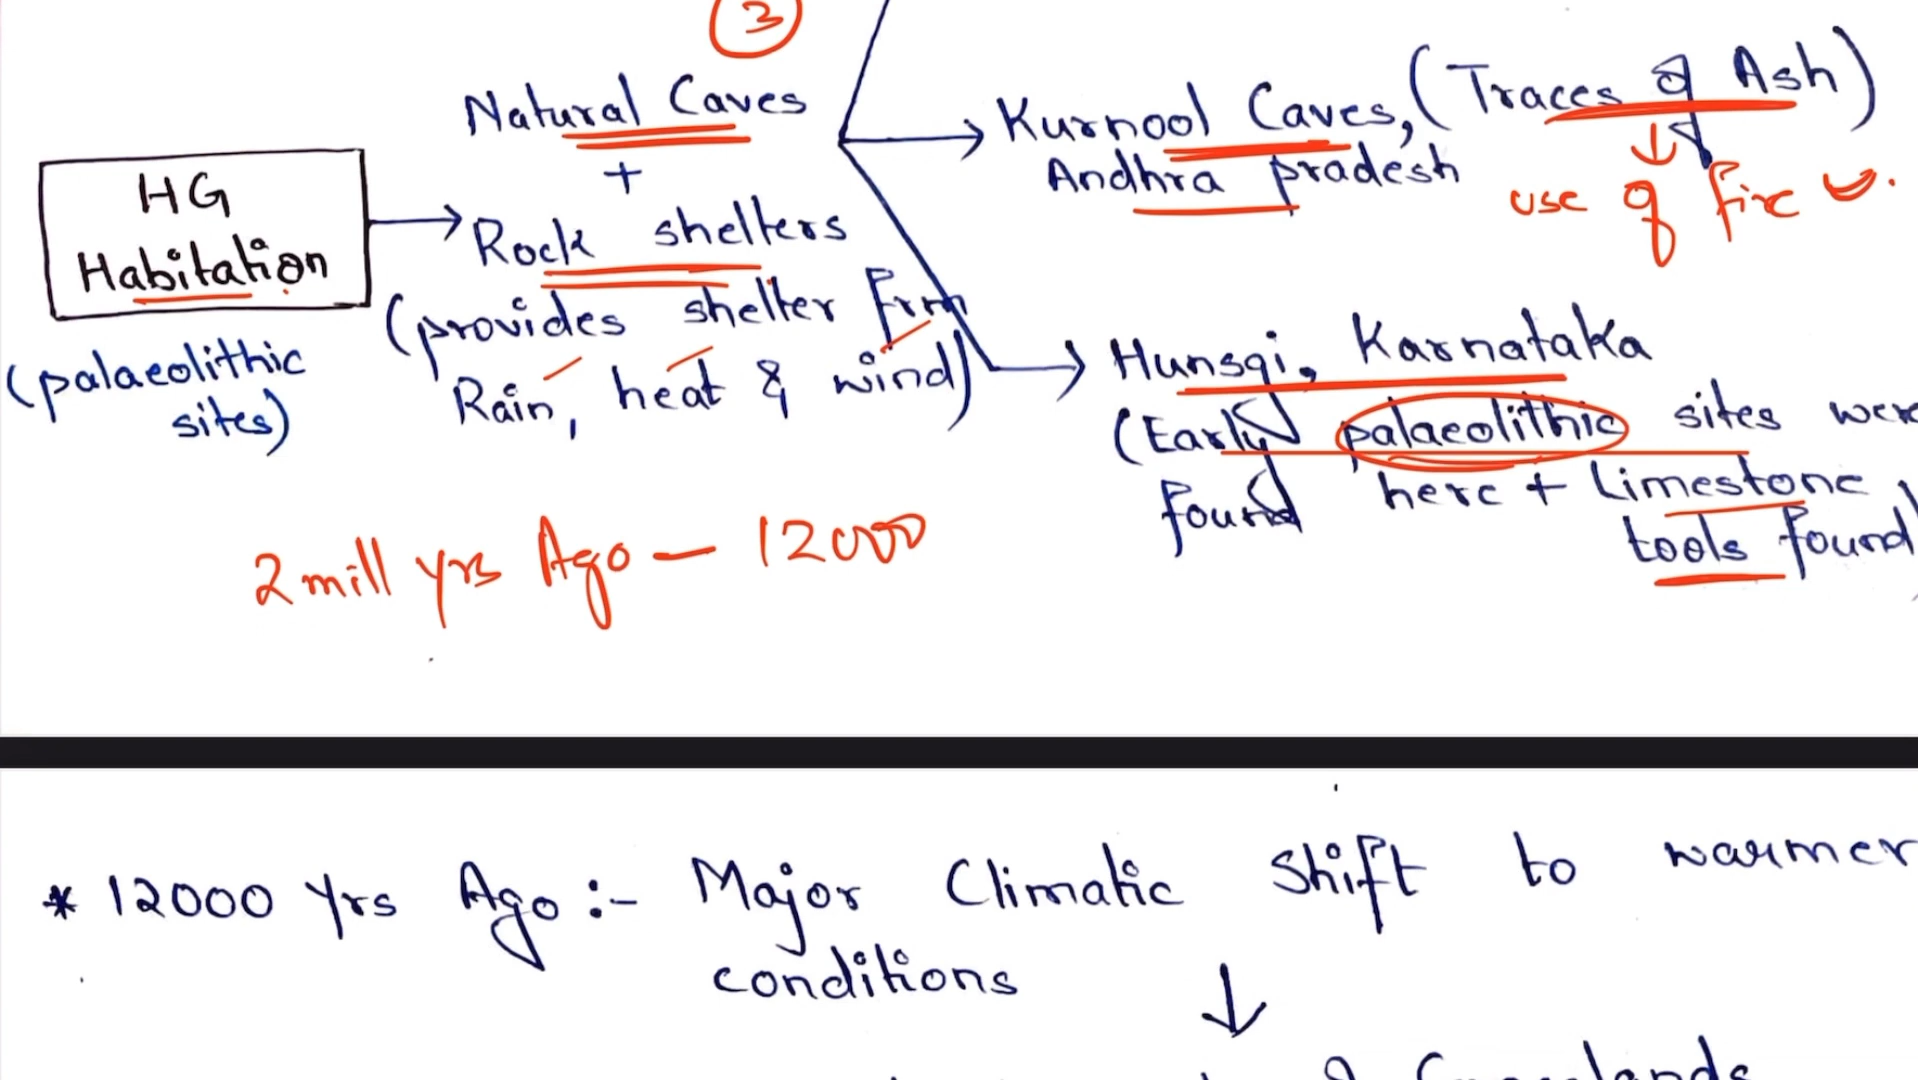 3
Natural Caves
+
Rock shelters
(provides shelter frm
Rain, heat & wind)
HG
Habitation
(palaeolithic
sites)
Kurnool Caves, (Traces of Ash)
Andhra pradesh
use of fire
Hunsgi, Karnataka
(Early palaeolithic sites were
found here + Limestone
tools found)
2 mill yrs Ago — 12000
* 12000 Yrs Ago :- Major Climatic Shift to warmer
conditions
Grasslands